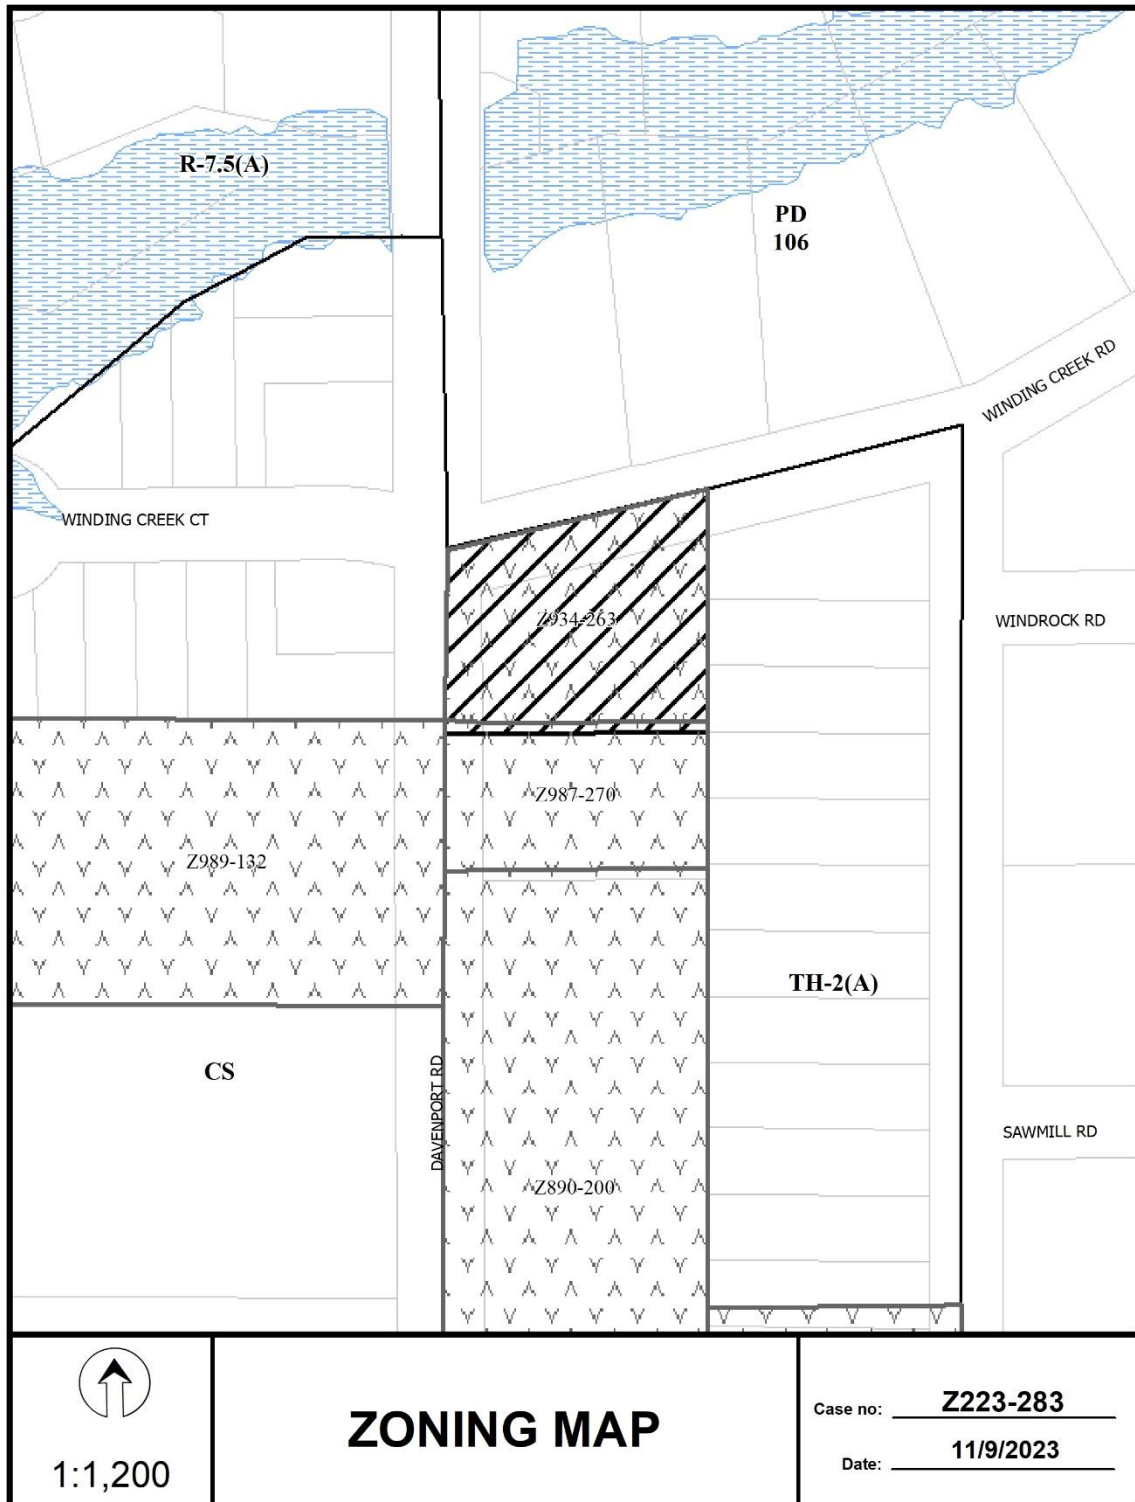 R-7.5(A)
PD
106
WINDING CREEK RD
WINDING CREEK CT
Z934-263
WINDROCK RD
Z987-270
Z989-132
TH-2(A)
CS
DAVENPORT RD
SAWMILL RD
Z890-200
1:1,200
ZONING MAP
Case no: Z223-283
Date: 11/9/2023